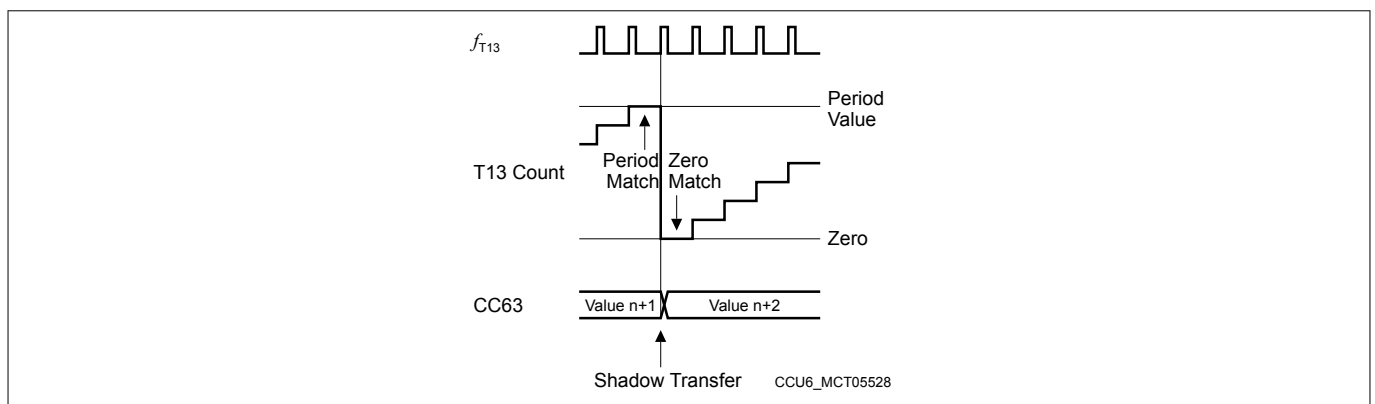 fT13
Period
Value
T13 Count
Period Zero
Match Match
Zero
CC63
Value n+1
Value n+2
Shadow Transfer
CCU6_MCT05528